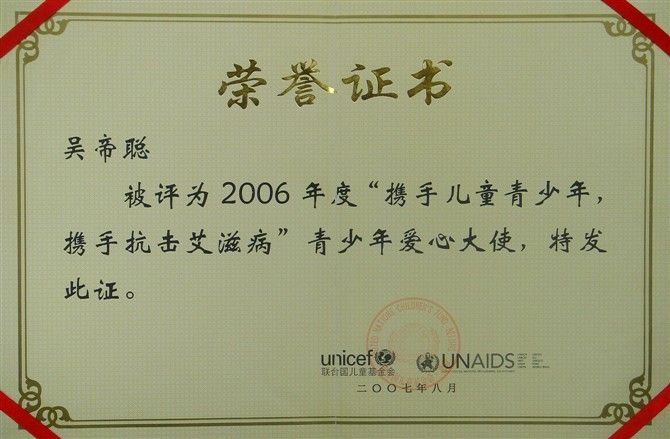 荣誉证书
吴帝聪
被评为2006年度“携手儿童青少年，
携手抗击艾滋病”青少年爱心大使，特发
此证。
unicef UNAIDS
联合国儿童基金会
二〇〇七年八月